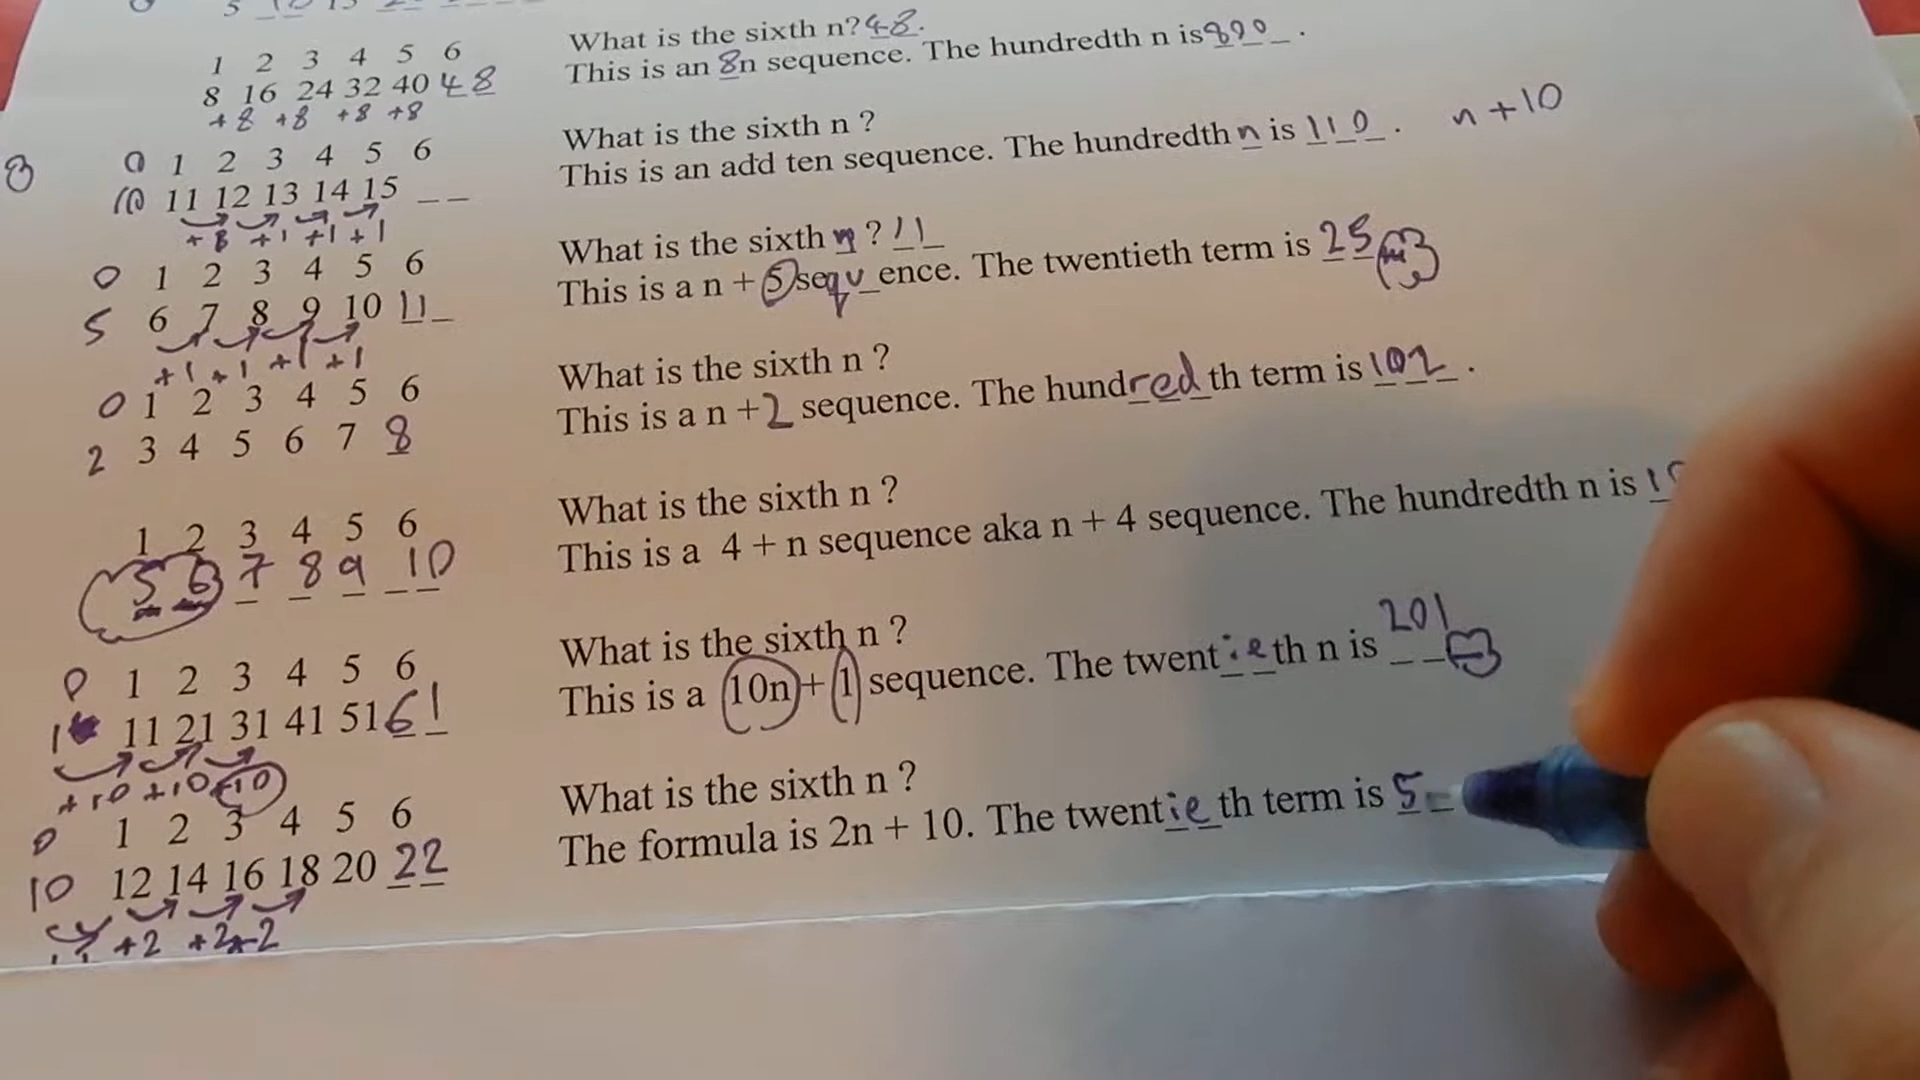 What is the sixth n? 48.
1 2 3 4 5 6
This is an 8n sequence. The hundredth n is 800.
8 16 24 32 40 48
+8 +8 +8 +8
What is the sixth n ?
0 1 2 3 4 5 6
This is an add ten sequence. The hundredth n is 110. n + 10
10 11 12 13 14 15 _ _
+1 +1 +1
What is the sixth n ? 11
0 1 2 3 4 5 6
This is a n + 5 sequ_ence. The twentieth term is 25
5 6 7 8 9 10 11
+1 +1 +1 +1
What is the sixth n ?
0 1 2 3 4 5 6
This is a n + 2 sequence. The hundredth term is 102.
2 3 4 5 6 7 8
What is the sixth n ?
1 2 3 4 5 6
This is a 4 + n sequence aka n + 4 sequence. The hundredth n is 10
5 6 7 8 9 10
What is the sixth n ?
0 1 2 3 4 5 6
This is a 10n + 1 sequence. The twentieth n is 201
1 11 21 31 41 51 61
+10 +10 +10
What is the sixth n ?
0 1 2 3 4 5 6
The formula is 2n + 10. The twentieth term is 5_
10 12 14 16 18 20 22
+2 +2 +2